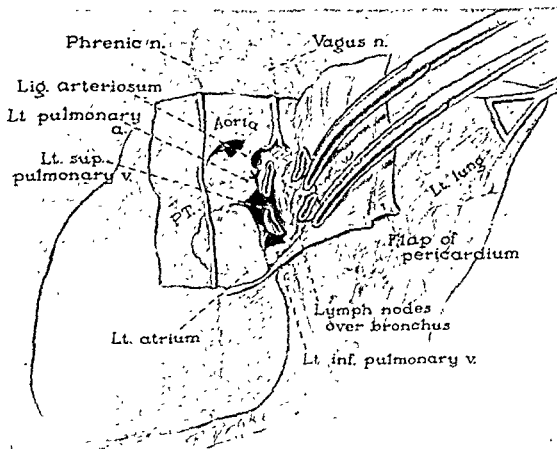 Phrenic n.
Vagus n.
Lig. arteriosum
Lt pulmonary
a.
Aorta
Lt. sup.
pulmonary v.
P.T.
Lt. lung
Flap of
pericardium
Lymph nodes
over bronchus
Lt. atrium
Lt inf. pulmonary v.